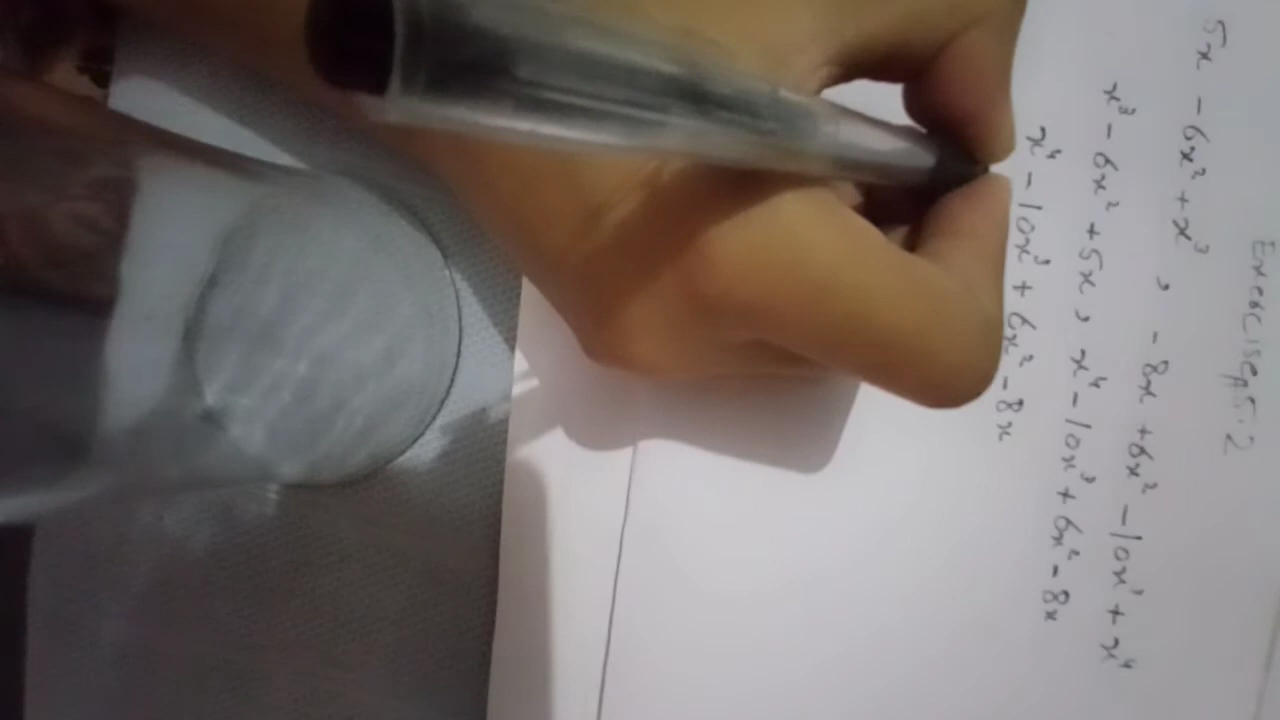 Exercise 5.2
5x - 6x² + x³ , - 8x + 6x² - 10x³ + x⁴
x³ - 6x² + 5x , x⁴ - 10x³ + 6x² - 8x
x⁴ - 10x³ + 6x² - 8x